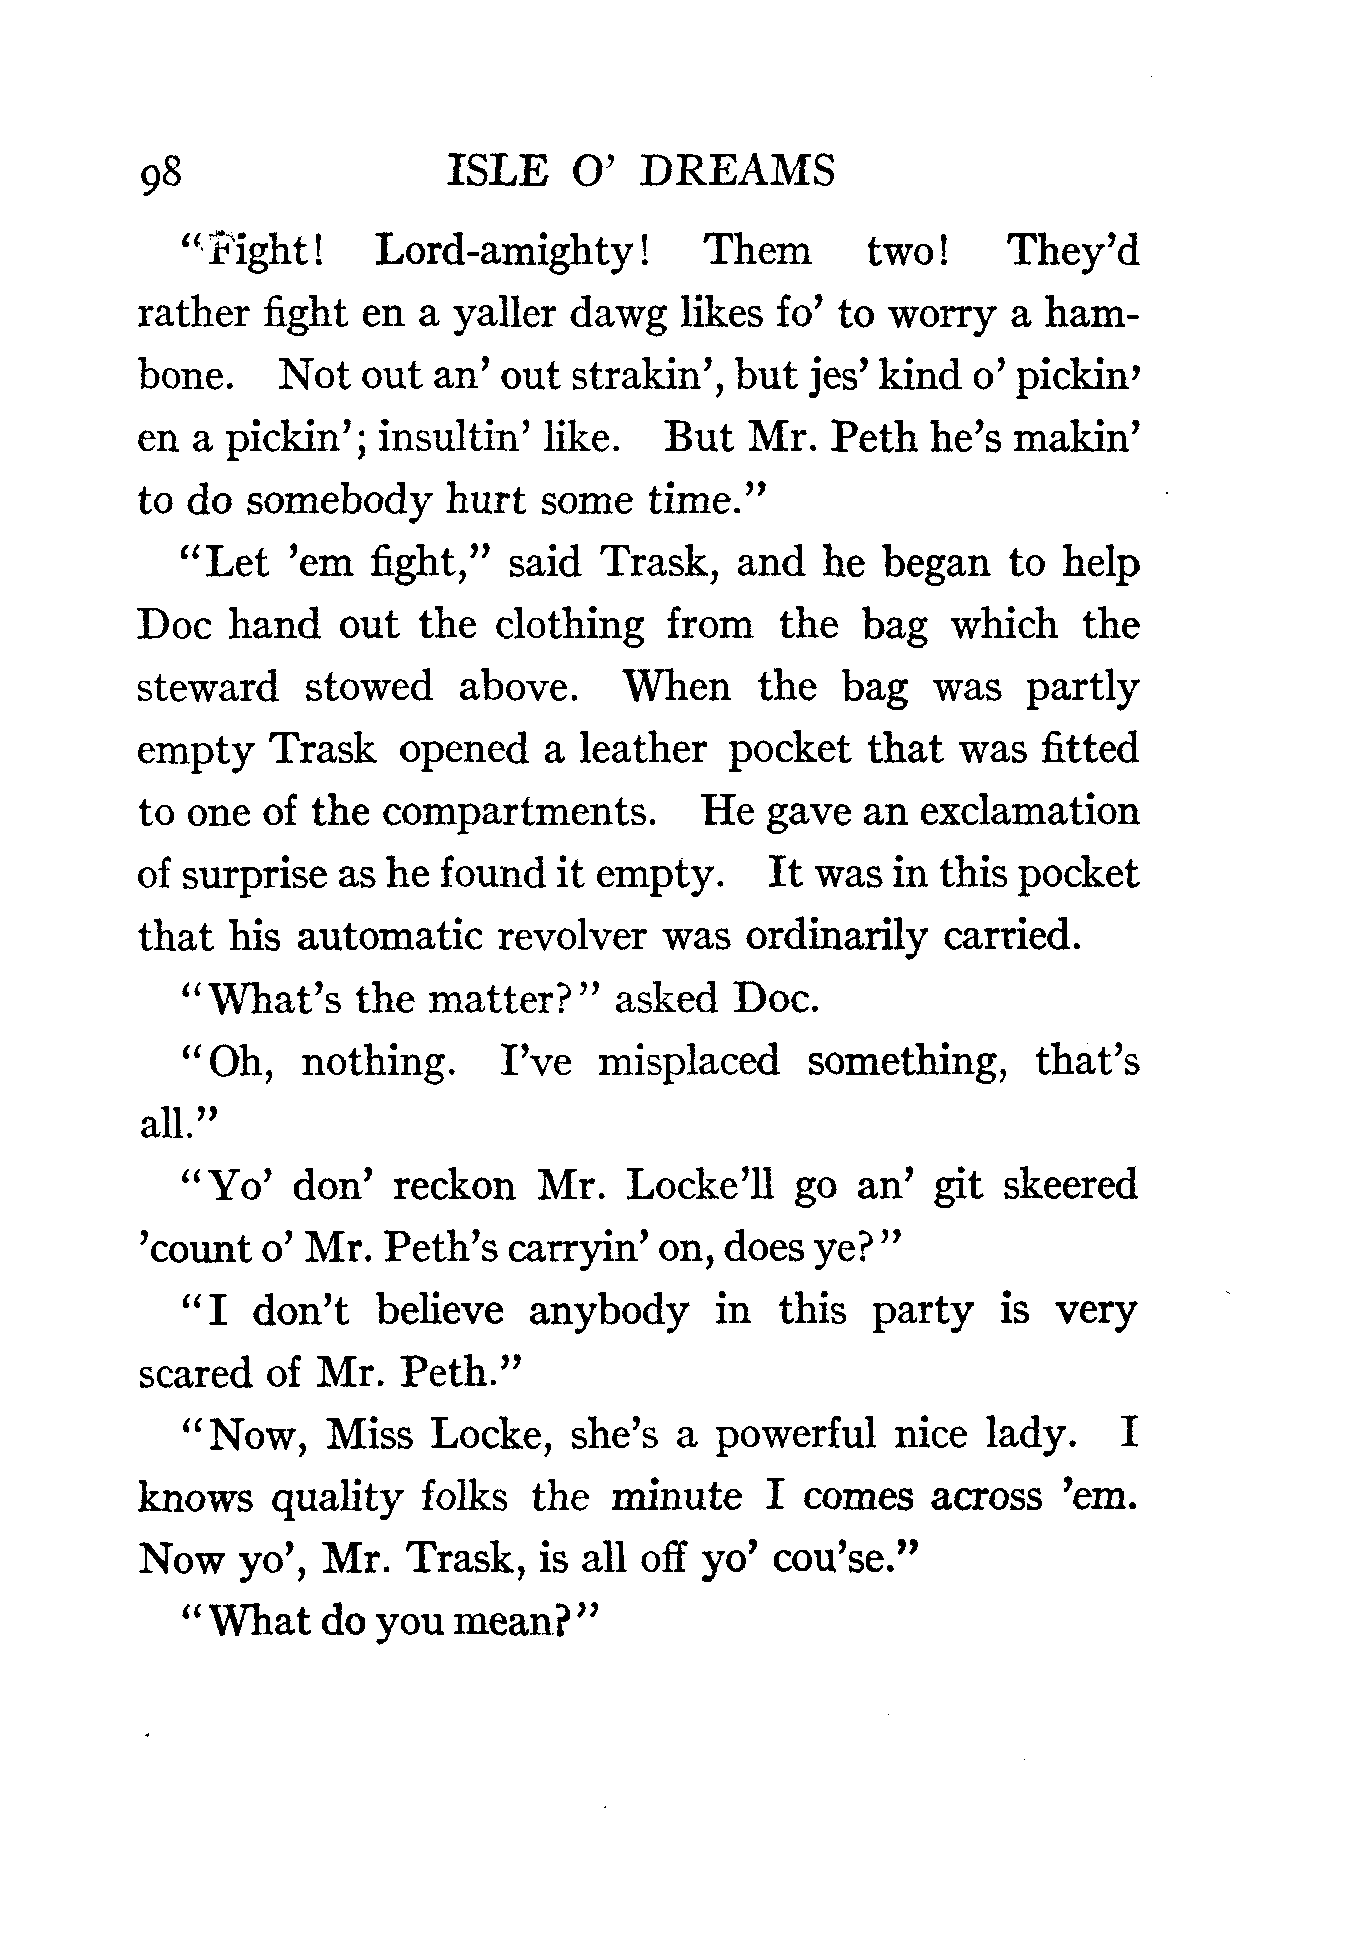 98 ISLE O' DREAMS
“Fight! Lord-amighty! Them two! They'd
rather fight en a yaller dawg likes fo' to worry a ham-
bone. Not out an' out strakin', but jes' kind o' pickin'
en a pickin'; insultin' like. But Mr. Peth he's makin'
to do somebody hurt some time.”
“Let 'em fight,” said Trask, and he began to help
Doc hand out the clothing from the bag which the
steward stowed above. When the bag was partly
empty Trask opened a leather pocket that was fitted
to one of the compartments. He gave an exclamation
of surprise as he found it empty. It was in this pocket
that his automatic revolver was ordinarily carried.
“What's the matter?” asked Doc.
“Oh, nothing. I've misplaced something, that's
all.”
“Yo' don' reckon Mr. Locke'll go an' git skeered
'count o' Mr. Peth's carryin' on, does ye?”
“I don't believe anybody in this party is very
scared of Mr. Peth.”
“Now, Miss Locke, she's a powerful nice lady. I
knows quality folks the minute I comes across 'em.
Now yo', Mr. Trask, is all off yo' cou'se.”
“What do you mean?”